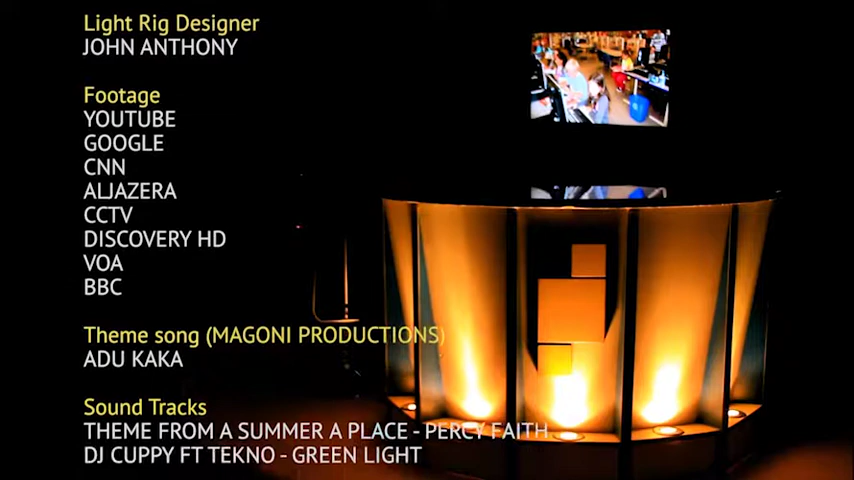 Light Rig Designer
JOHN ANTHONY
Footage
YOUTUBE
GOOGLE
CNN
ALJAZERA
CCTV
DISCOVERY HD
VOA
BBC
Theme song (MAGONI PRODUCTIONS)
ADU KAKA
Sound Tracks
THEME FROM A SUMMER A PLACE - PERCY FAITH
DJ CUPPY FT TEKNO - GREEN LIGHT